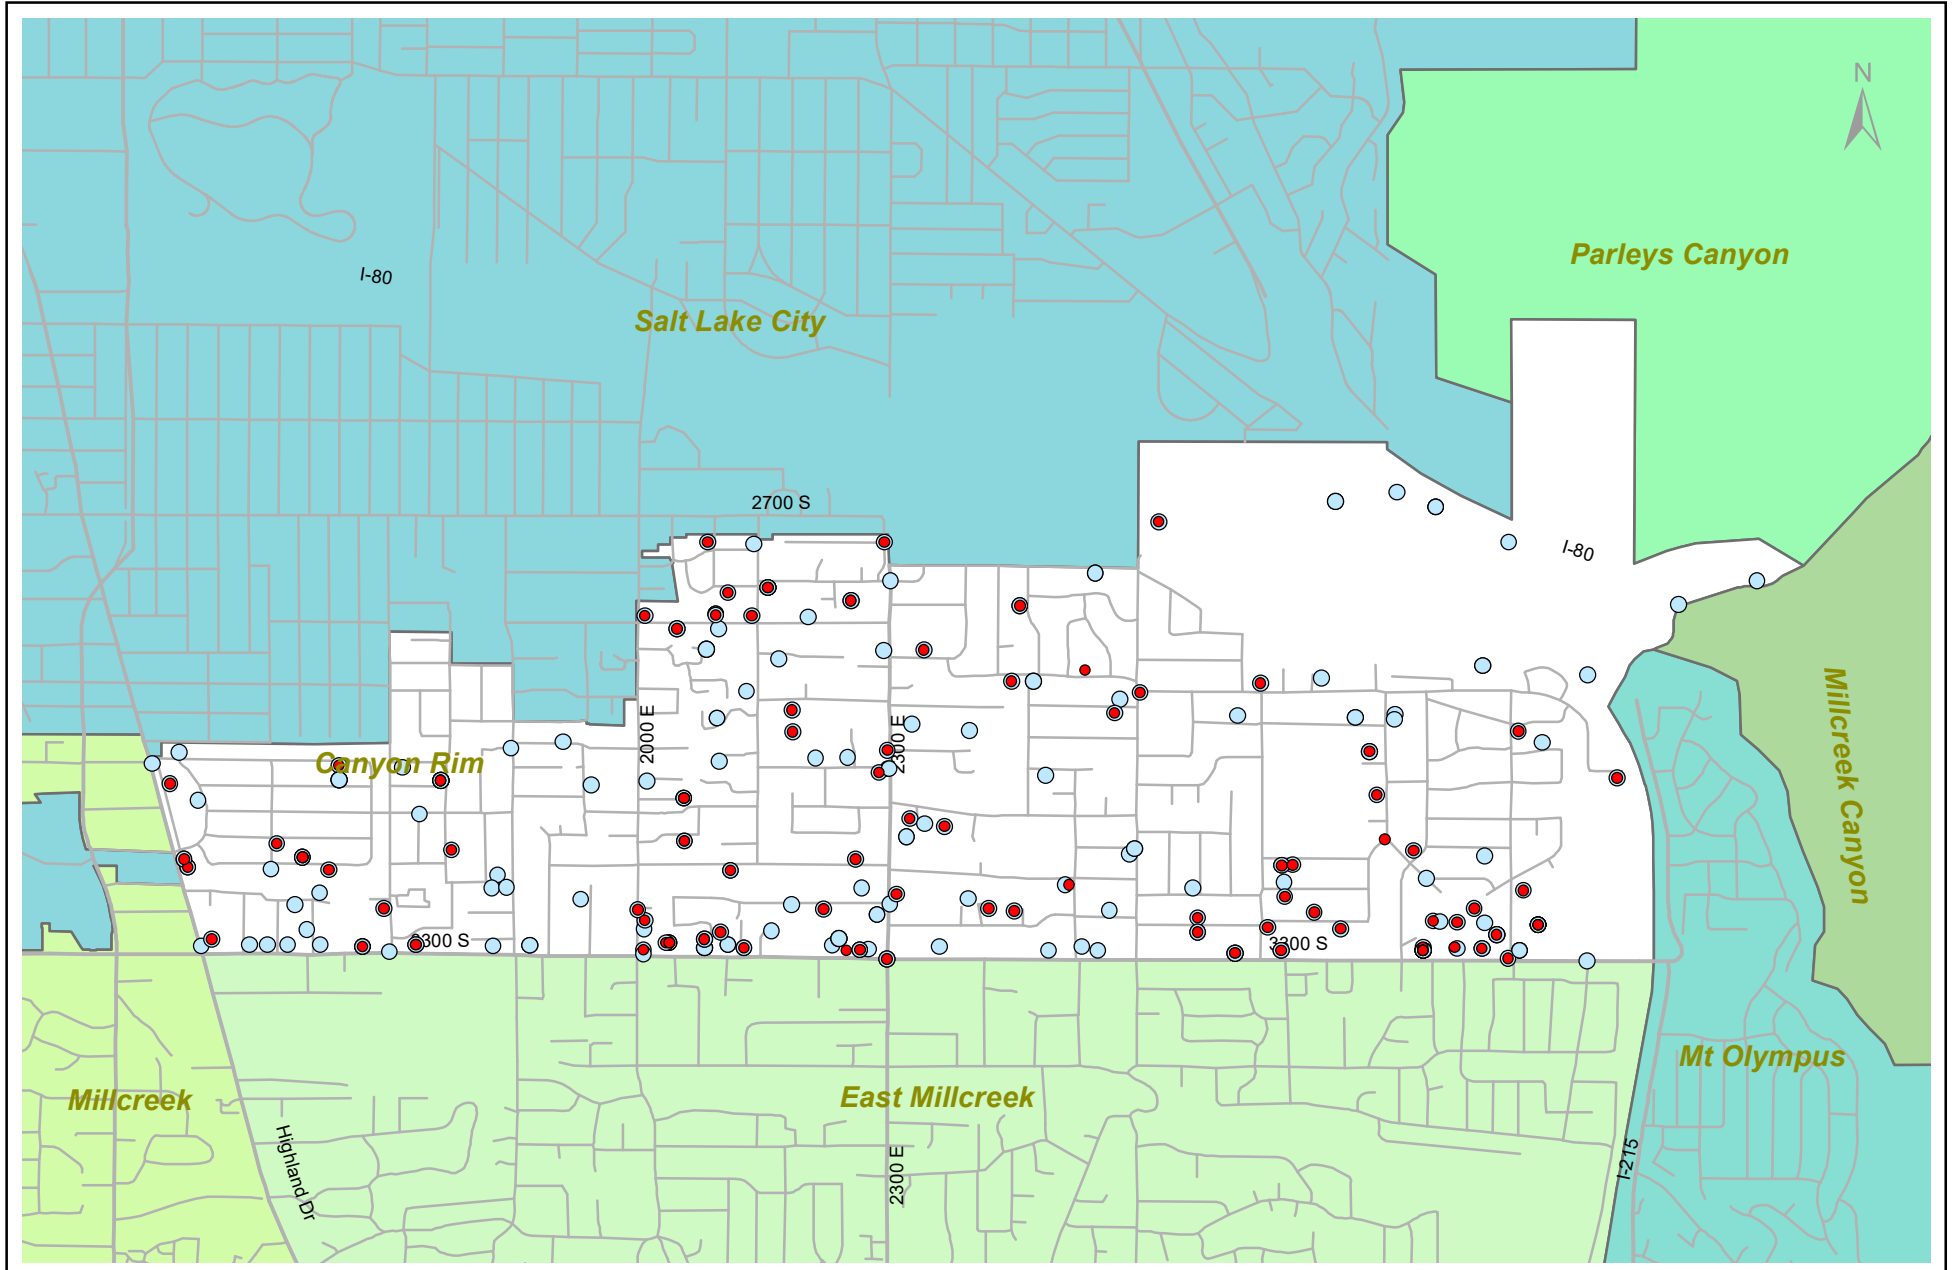 N
Parleys Canyon
I-80
Salt Lake City
2700 S
I-80
Millcreek Canyon
2000 E
2300 E
Canyon Rim
3300 S
3300 S
Mt Olympus
Millcreek
East Millcreek
Highland Dr
2300 E
I-215